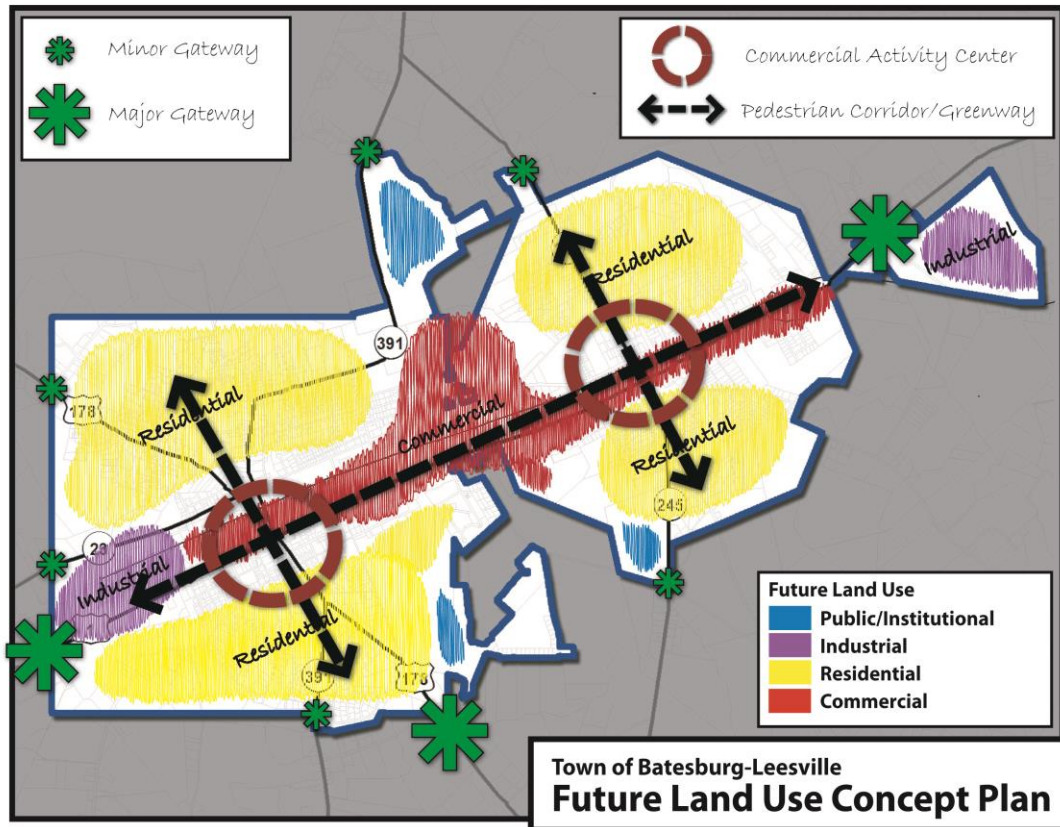 Minor Gateway
Major Gateway
Commercial Activity Center
Pedestrian Corridor/Greenway
Residential
Industrial
391
178
Residential
Commercial
Residential
245
23
Industrial
Residential
391
178
Future Land Use
Public/Institutional
Industrial
Residential
Commercial
Town of Batesburg-Leesville
Future Land Use Concept Plan